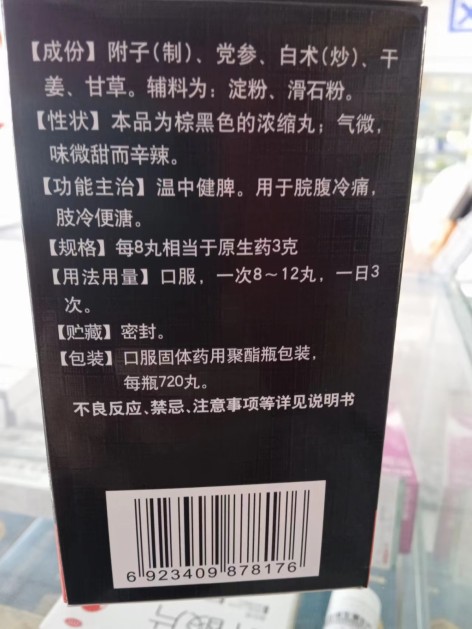 【成份】附子(制)、党参、白术(炒)、干
姜、甘草。辅料为：淀粉、滑石粉。
【性状】本品为棕黑色的浓缩丸；气微，
味微甜而辛辣。
【功能主治】温中健脾。用于脘腹冷痛，
肢冷便溏。
【规格】每8丸相当于原生药3克
【用法用量】口服，一次8～12丸，一日3
次。
【贮藏】密封。
【包装】口服固体药用聚酯瓶包装，
每瓶720丸。
不良反应、禁忌、注意事项等详见说明书
6 923409 878176